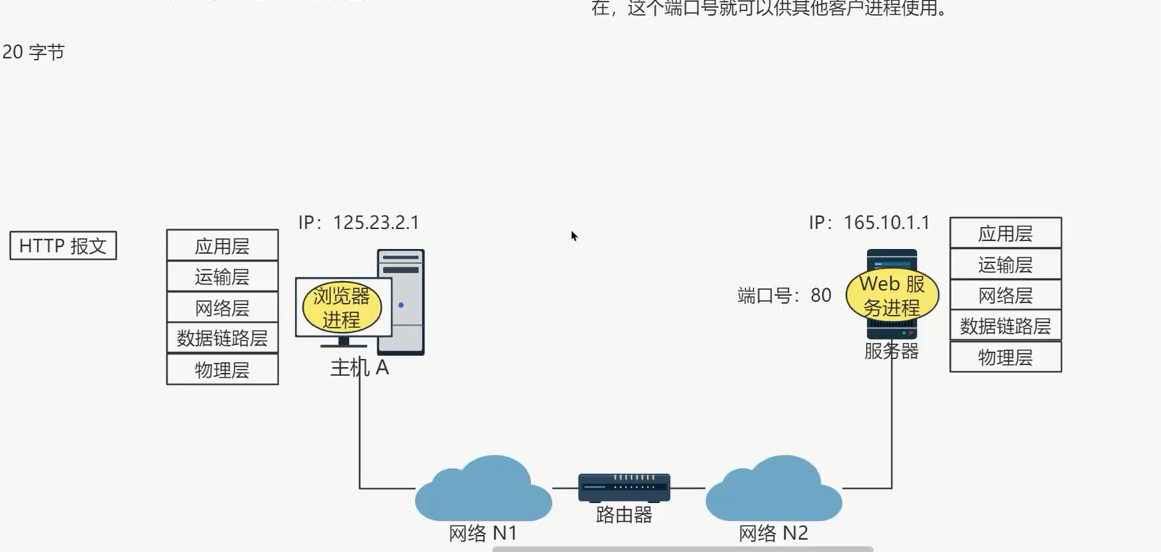 在，这个端口号就可以供其他客户进程使用。
20 字节
IP：125.23.2.1
IP：165.10.1.1
HTTP 报文
应用层
运输层
网络层
数据链路层
物理层
浏览器
进程
主机 A
端口号：80
Web 服
务进程
服务器
应用层
运输层
网络层
数据链路层
物理层
网络 N1
路由器
网络 N2